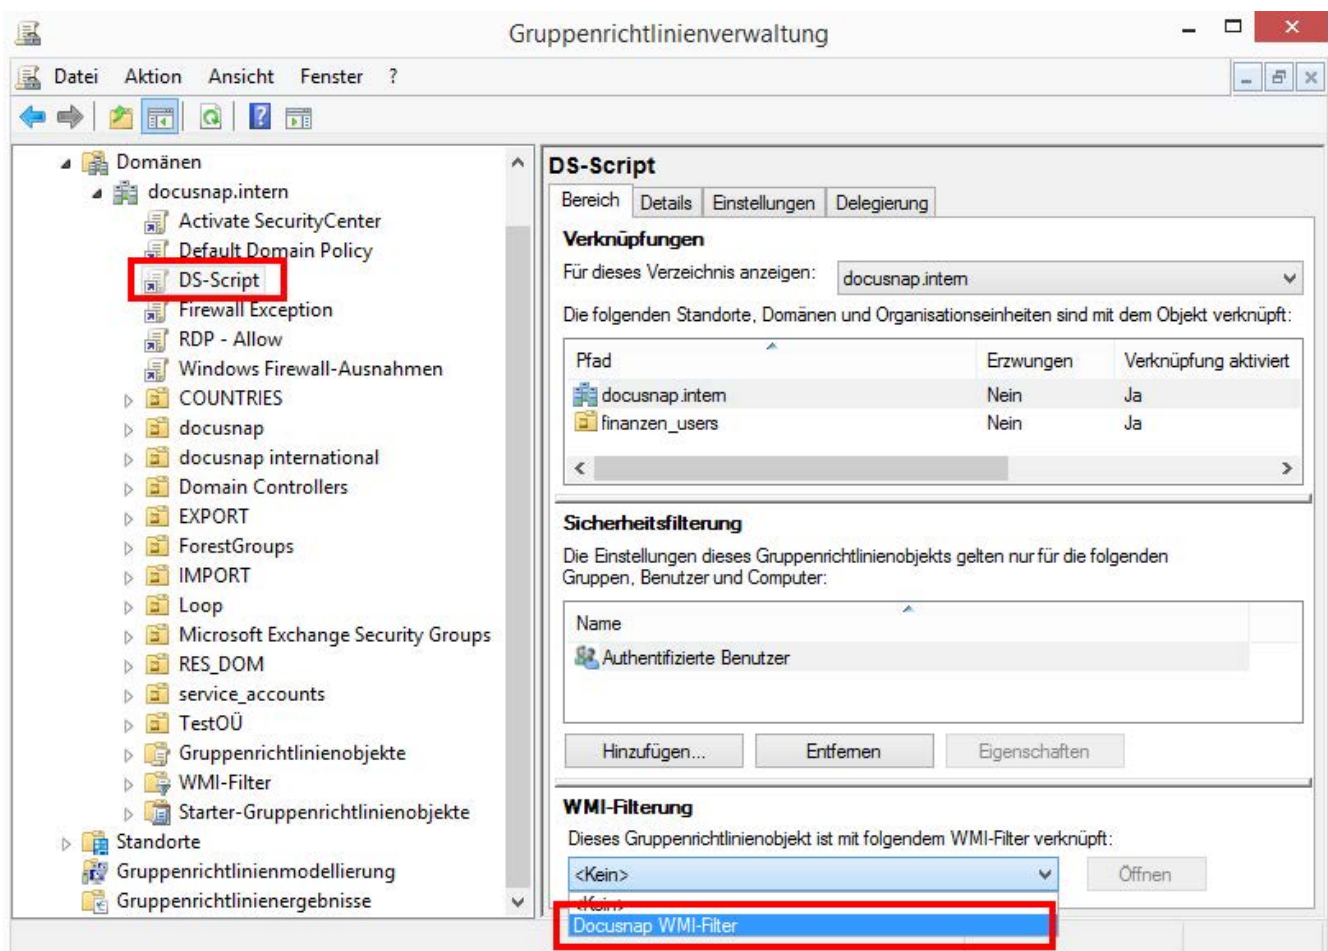 Gruppenrichtlinienverwaltung
Datei Aktion Ansicht Fenster ?
Domänen
docusnap.intern
Activate SecurityCenter
Default Domain Policy
DS-Script
Firewall Exception
RDP - Allow
Windows Firewall-Ausnahmen
COUNTRIES
docusnap
docusnap international
Domain Controllers
EXPORT
ForestGroups
IMPORT
Loop
Microsoft Exchange Security Groups
RES_DOM
service_accounts
TestOÜ
Gruppenrichtlinienobjekte
WMI-Filter
Starter-Gruppenrichtlinienobjekte
Standorte
Gruppenrichtlinienmodellierung
Gruppenrichtlinienergebnisse
DS-Script
Bereich Details Einstellungen Delegierung
Verknüpfungen
Für dieses Verzeichnis anzeigen: docusnap.intern
Die folgenden Standorte, Domänen und Organisationseinheiten sind mit dem Objekt verknüpft:
Pfad Erzwungen Verknüpfung aktiviert
docusnap.intern Nein Ja
finanzen_users Nein Ja
Sicherheitsfilterung
Die Einstellungen dieses Gruppenrichtlinienobjekts gelten nur für die folgenden
Gruppen, Benutzer und Computer:
Name
Authentifizierte Benutzer
Hinzufügen... Entfernen Eigenschaften
WMI-Filterung
Dieses Gruppenrichtlinienobjekt ist mit folgendem WMI-Filter verknüpft:
<Kein> Öffnen
<Kein>
Docusnap WMI-Filter